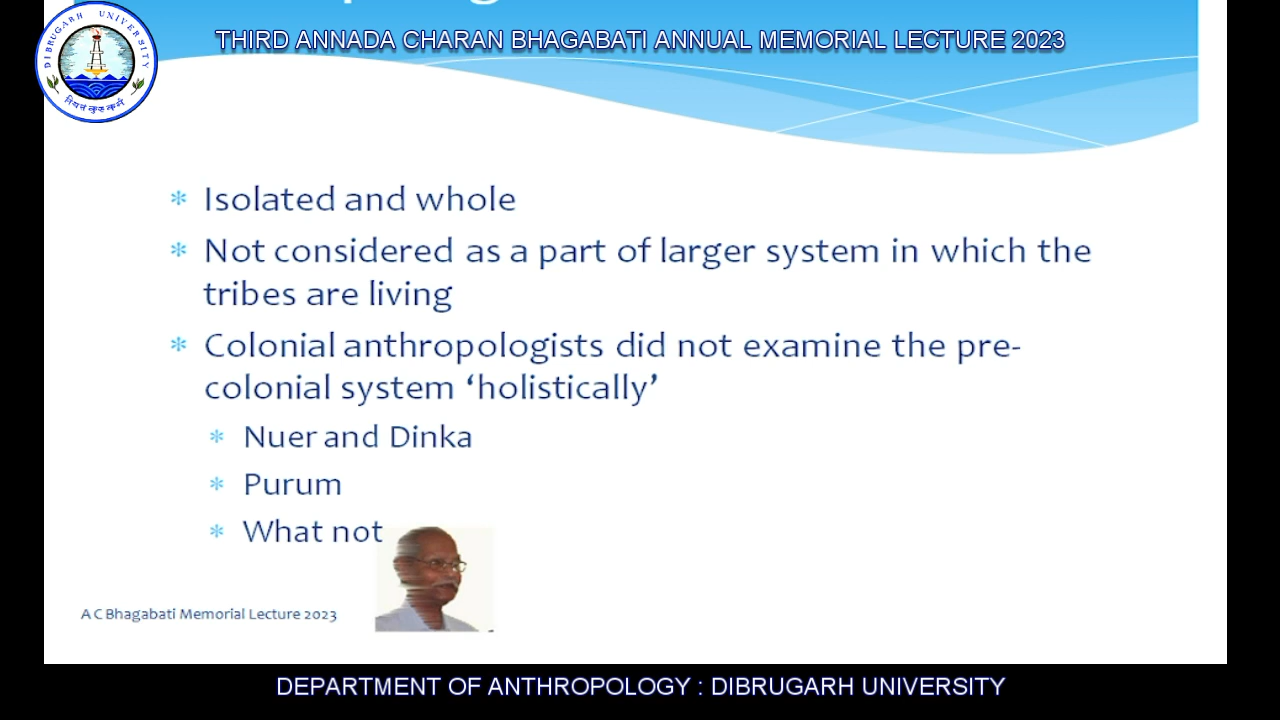 DIBRUGARH UNIVERSITY
THIRD ANNADA CHARAN BHAGABATI ANNUAL MEMORIAL LECTURE 2023
Isolated and whole
Not considered as a part of larger system in which the
tribes are living
Colonial anthropologists did not examine the pre-
colonial system ‘holistically’
Nuer and Dinka
Purum
What not
A C Bhagabati Memorial Lecture 2023
DEPARTMENT OF ANTHROPOLOGY : DIBRUGARH UNIVERSITY